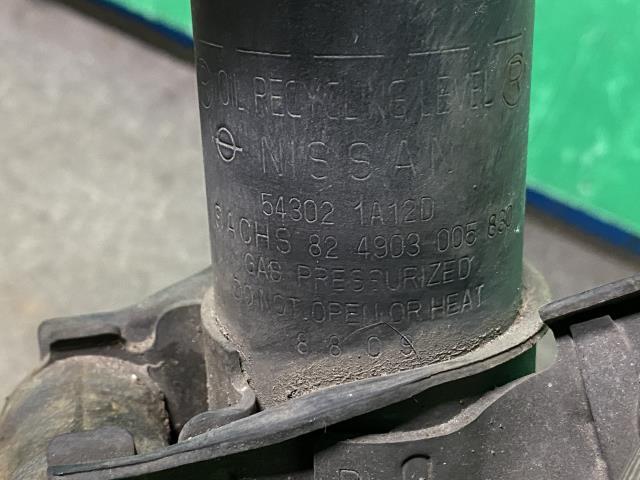 OIL RECYCLING LEVEL
NISSAN
54302 1A12D
SACHS 82 4903 005 830
GAS PRESSURIZED
DO NOT OPEN OR HEAT
8 8.0 9